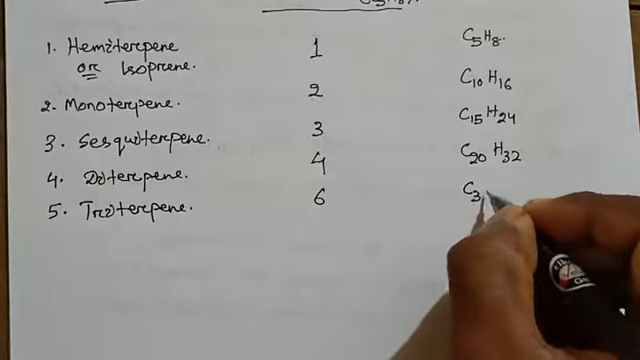 1. Hemiterpene 1 C5H8.
or Isoprene.
2. Monoterpene. 2 C10H16
3. Sesquiterpene. 3 C15H24
4. Diterpene. 4 C20H32
5. Triterpene. 6 C3